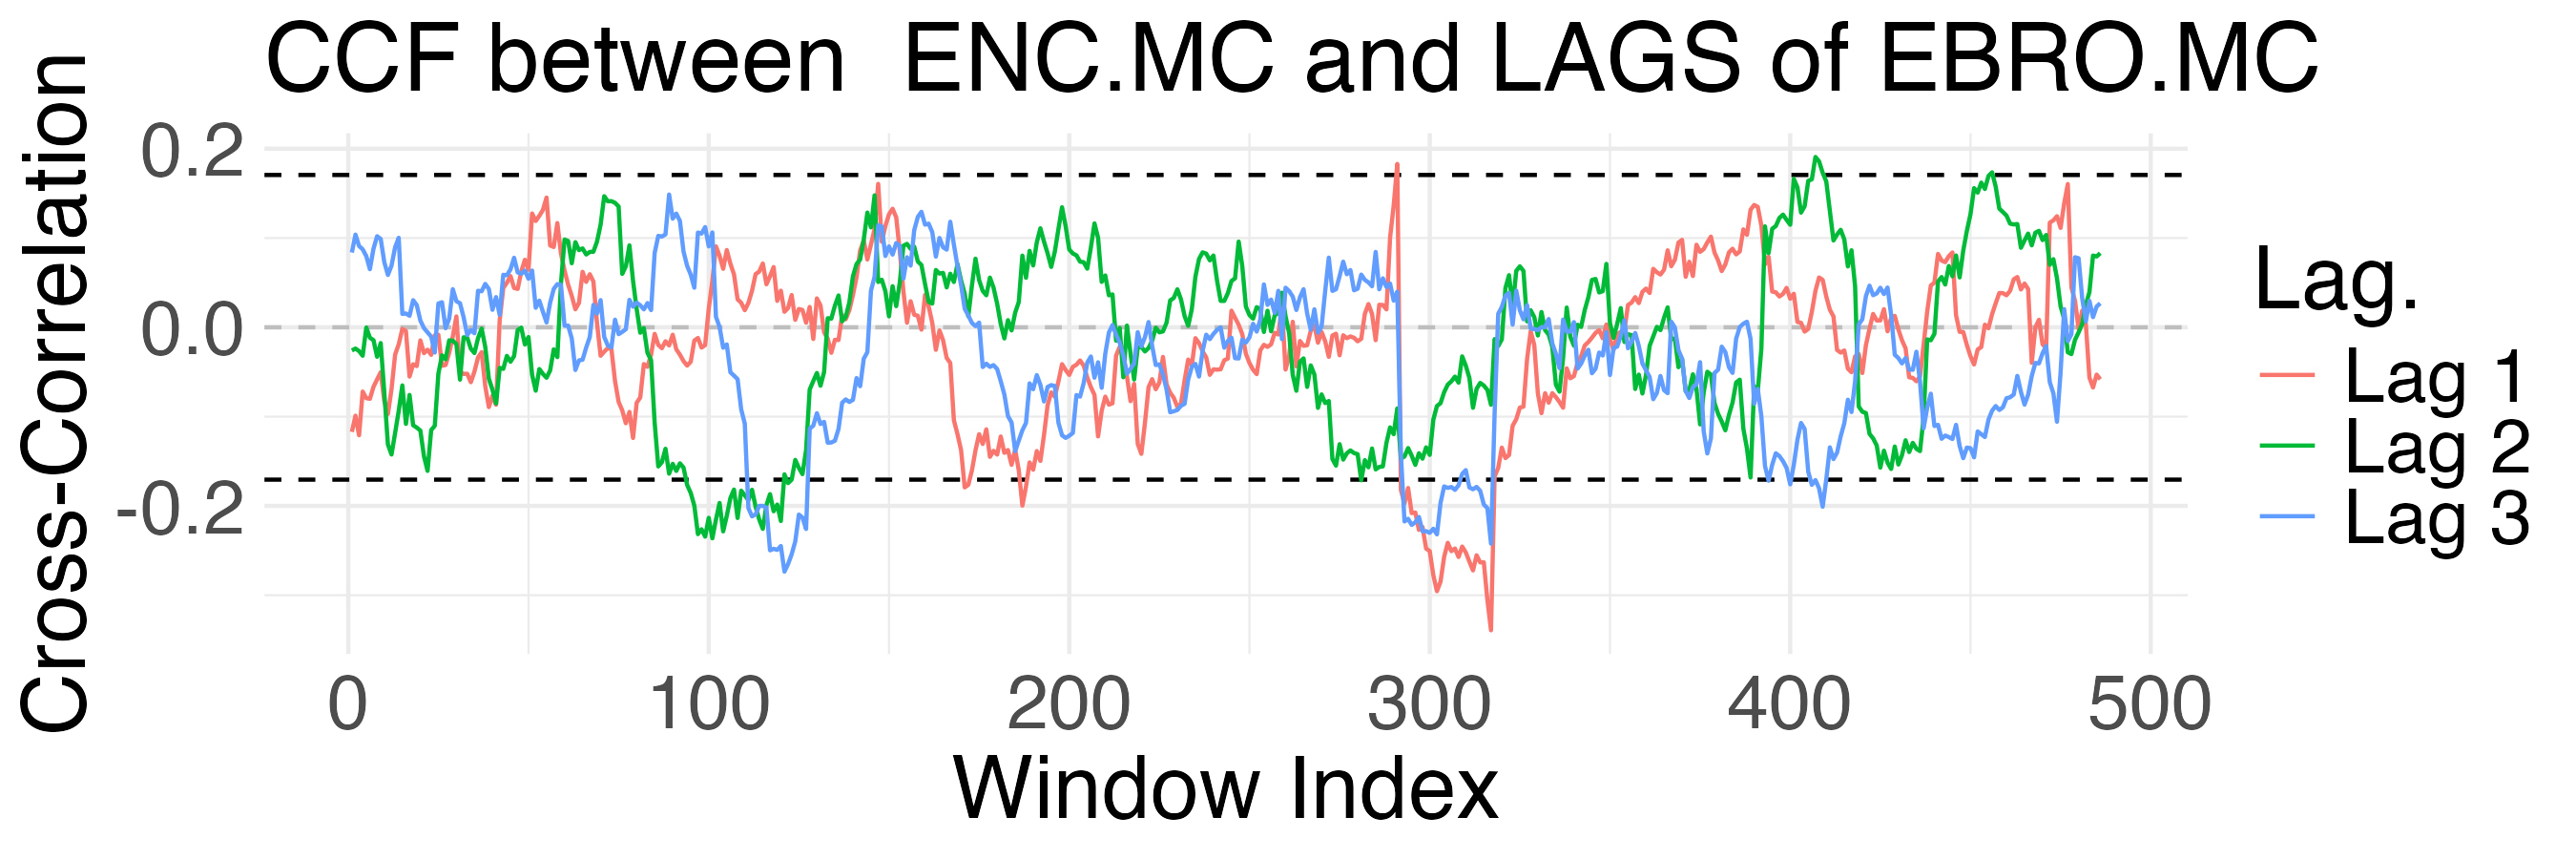 CCF between  ENC.MC and LAGS of EBRO.MC
Cross-Correlation
0.2
0.0
-0.2
0 100 200 300 400 500
Window Index
Lag.
Lag 1
Lag 2
Lag 3